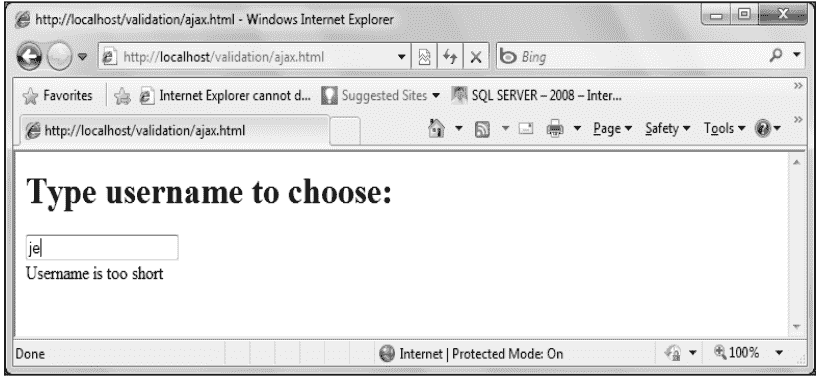 http://localhost/validation/ajax.html - Windows Internet Explorer
http://localhost/validation/ajax.html
Bing
Favorites Internet Explorer cannot d... Suggested Sites SQL SERVER – 2008 – Inter...
http://localhost/validation/ajax.html Page Safety Tools
Type username to choose:
je
Username is too short
Done Internet | Protected Mode: On 100%